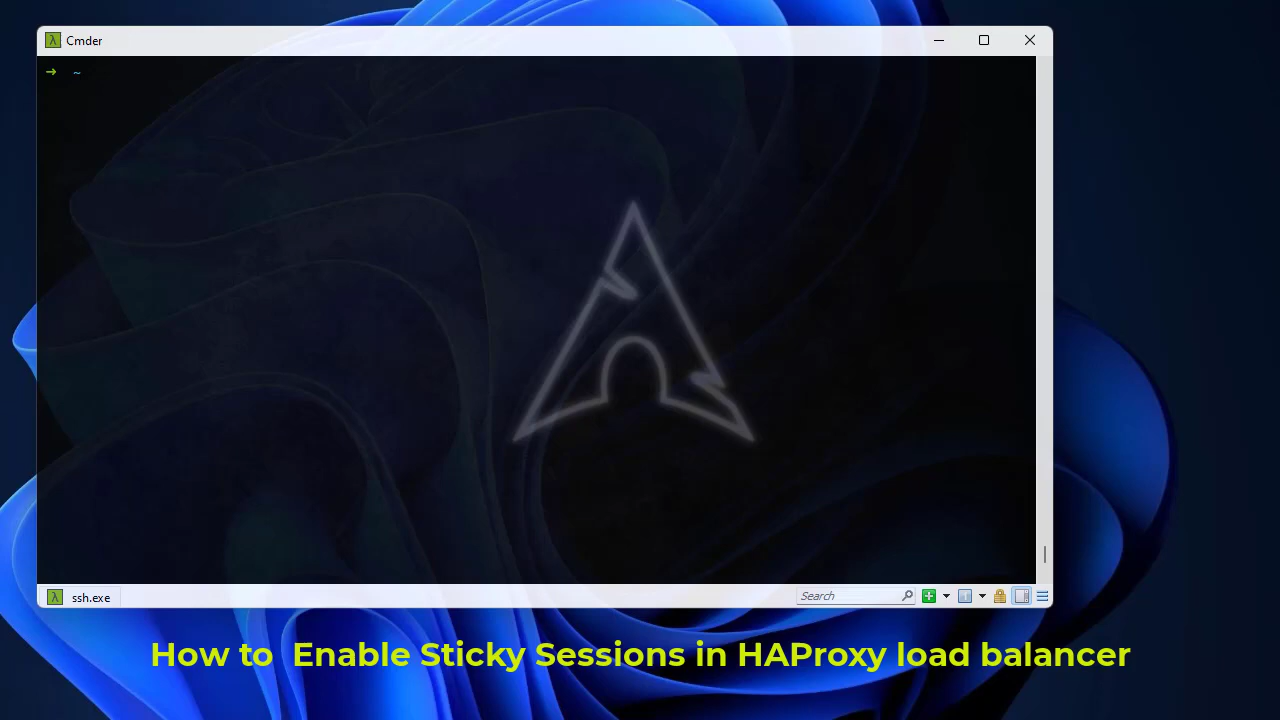 Cmder
➜ ~
ssh.exe
Search
How to Enable Sticky Sessions in HAProxy load balancer